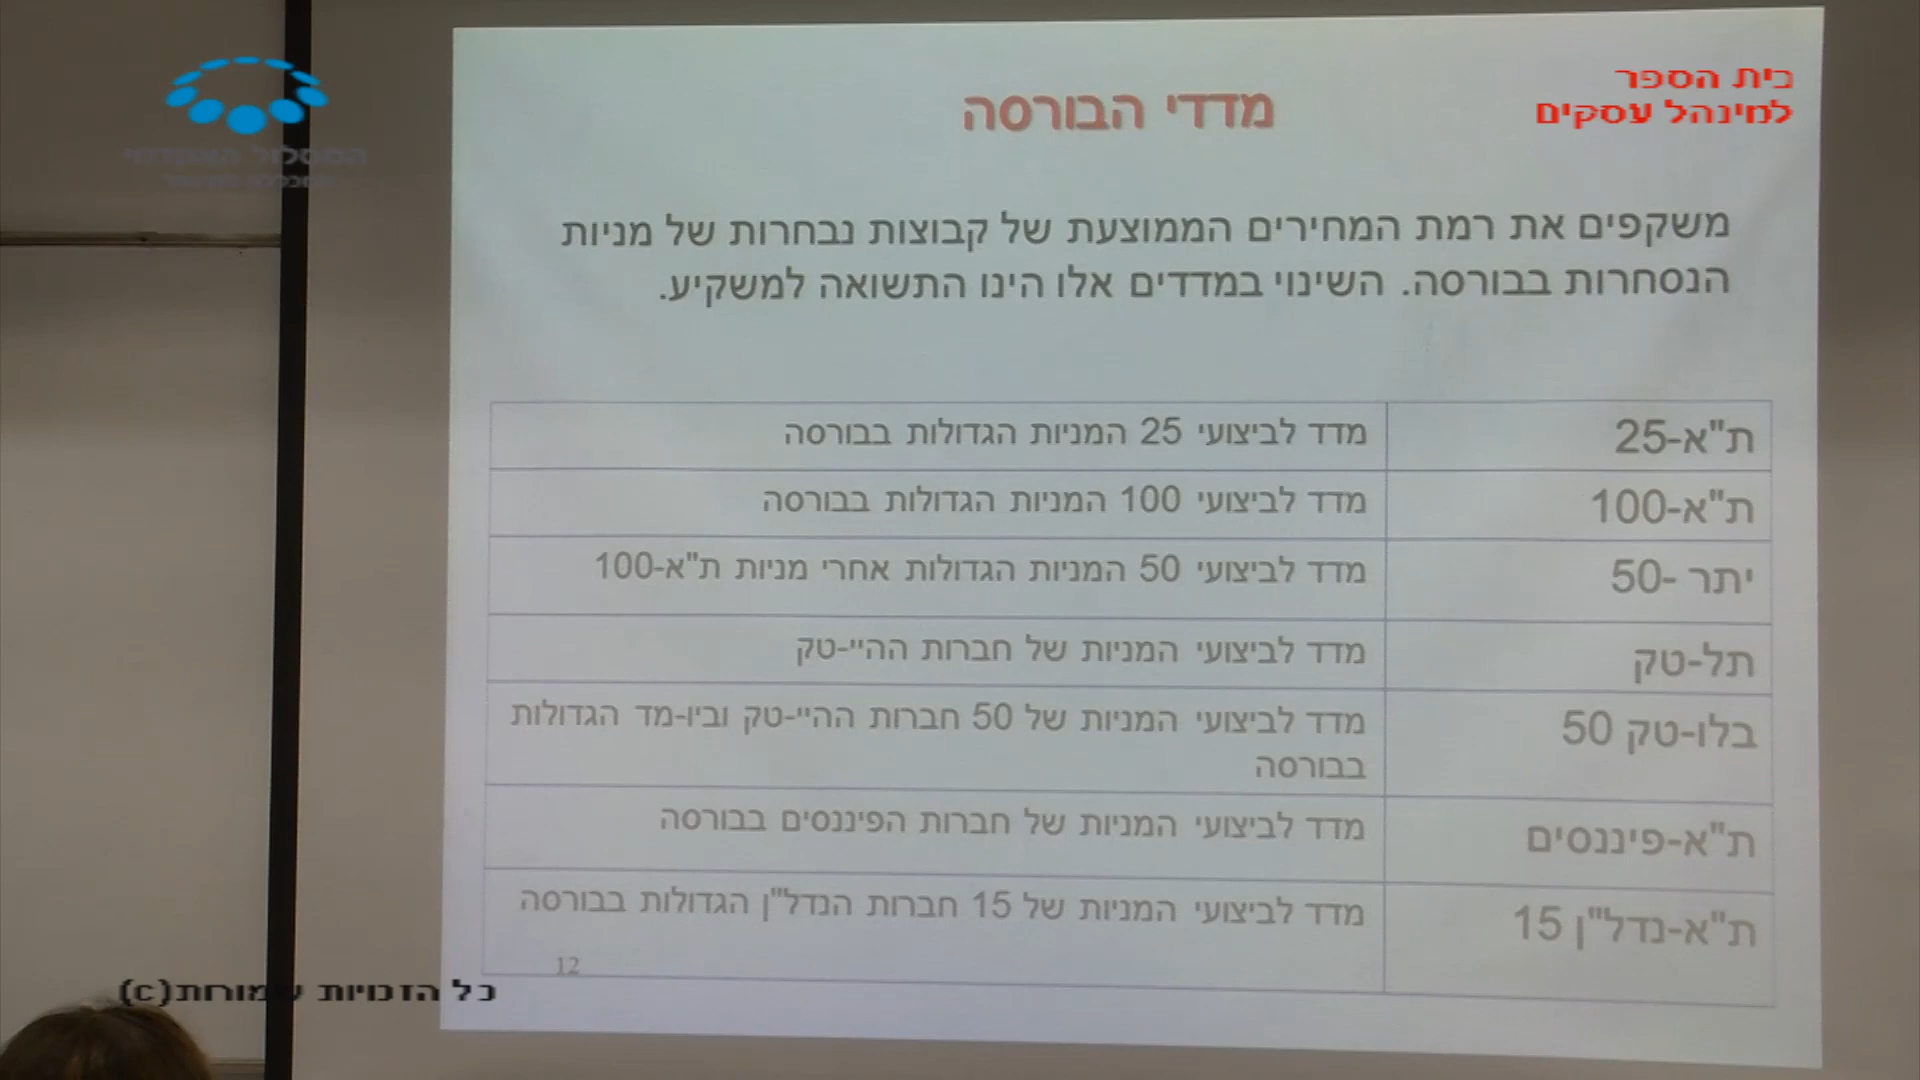 בית הספר
למינהל עסקים
המסלול האקדמי
מדדי הבורסה
משקפים את רמת המחירים הממוצעת של קבוצות נבחרות של מניות
הנסחרות בבורסה. השינוי במדדים אלו הינו התשואה למשקיע.
ת"א-25 מדד לביצועי 25 המניות הגדולות בבורסה
ת"א-100 מדד לביצועי 100 המניות הגדולות בבורסה
יתר -50 מדד לביצועי 50 המניות הגדולות אחרי מניות ת"א-100
תל-טק מדד לביצועי המניות של חברות ההיי-טק
בלו-טק 50 מדד לביצועי המניות של 50 חברות ההיי-טק וביו-מד הגדולות
בבורסה
ת"א-פיננסים מדד לביצועי המניות של חברות הפיננסים בבורסה
ת"א-נדל"ן 15 מדד לביצועי המניות של 15 חברות הנדל"ן הגדולות בבורסה
12
כל הזכויות שמורות(c)